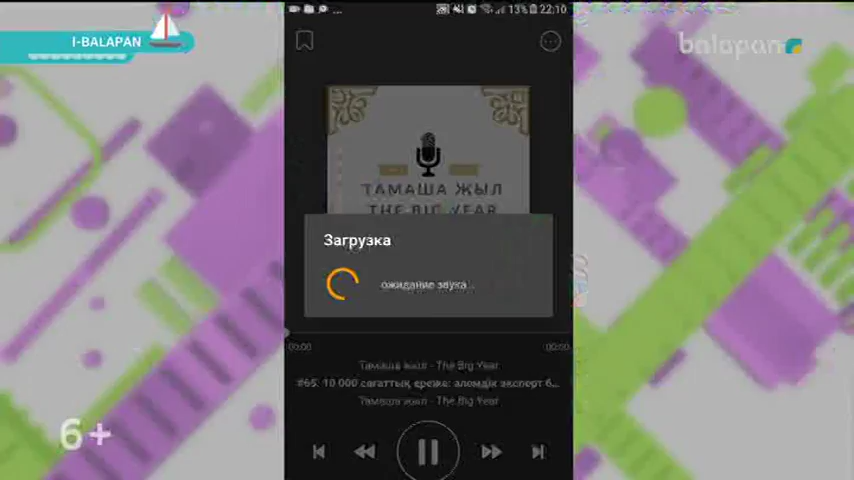 I-BALAPAN
balapan
13% 22:10
ТАМАША ЖЫЛ
THE BIG YEAR
Загрузка
ожидание звука...
00:00 00:00
Тамаша жыл - The Big Year
#65. 10 000 сағаттық ереже: әлемдік эксперт б...
Тамаша жыл - The Big Year
6+